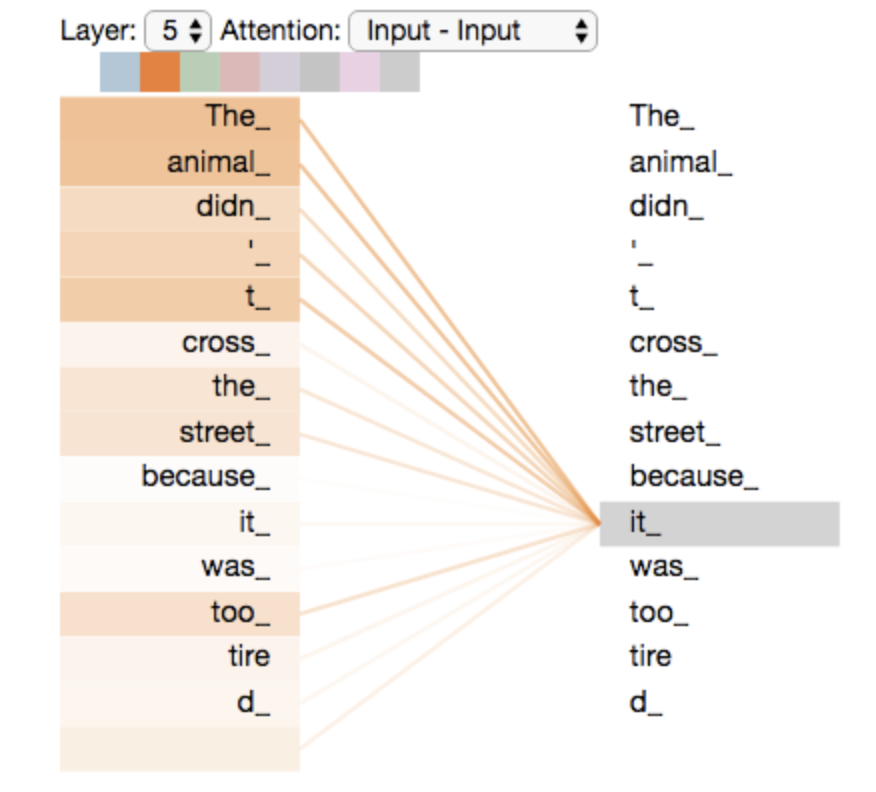 Layer: 5 Attention: Input - Input
The_ The_
animal_ animal_
didn_ didn_
'_ '_
t_ t_
cross_ cross_
the_ the_
street_ street_
because_ because_
it_ it_
was_ was_
too_ too_
tire tire
d_ d_